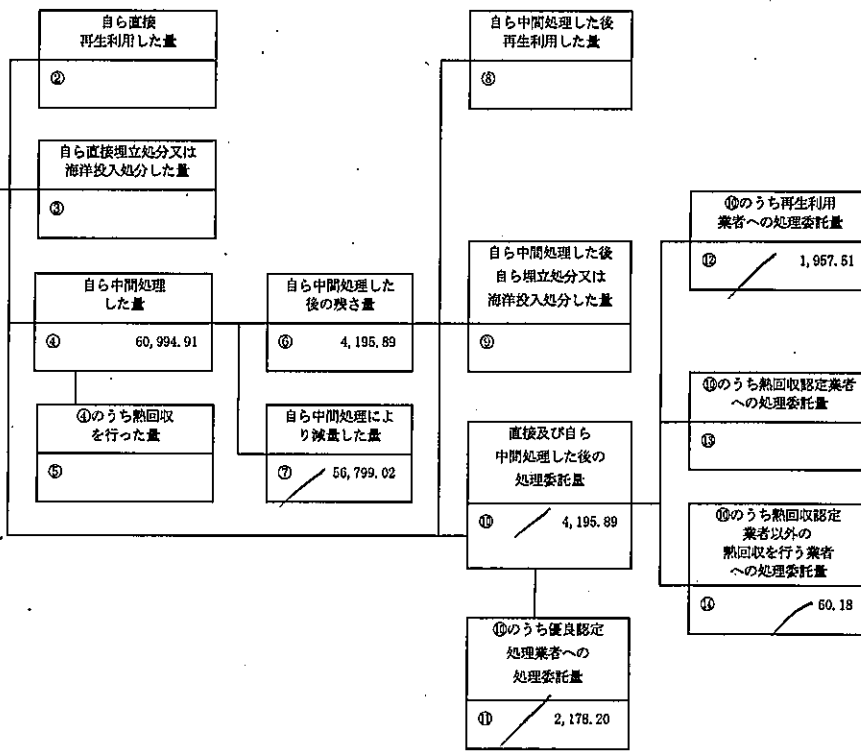 自ら直接
再生利用した量
②
自ら直接埋立処分又は
海洋投入処分した量
③
自ら中間処理
した量
④ 60,994.91
④のうち熱回収
を行った量
⑤
自ら中間処理した
後の残さ量
⑥ 4,195.89
自ら中間処理によ
り減量した量
⑦ 56,799.02
自ら中間処理した後
再生利用した量
⑧
自ら中間処理した後
自ら埋立処分又は
海洋投入処分した量
⑨
直接及び自ら
中間処理した後の
処理委託量
⑩ 4,195.89
⑩のうち優良認定
処理業者への
処理委託量
⑪ 2,178.20
⑩のうち再生利用
業者への処理委託量
⑫ 1,957.51
⑩のうち熱回収認定業者
への処理委託量
⑬
⑩のうち熱回収認定
業者以外の
熱回収を行う業者
への処理委託量
⑭ 50.18